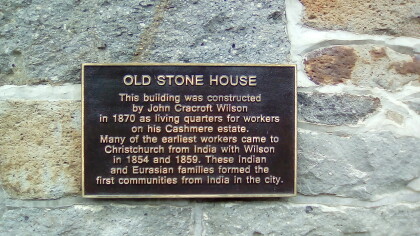 OLD STONE HOUSE
This building was constructed
by John Cracroft Wilson
in 1870 as living quarters for workers
on his Cashmere estate.
Many of the earliest workers came to
Christchurch from India with Wilson
in 1854 and 1859. These Indian
and Eurasian families formed the
first communities from India in the city.